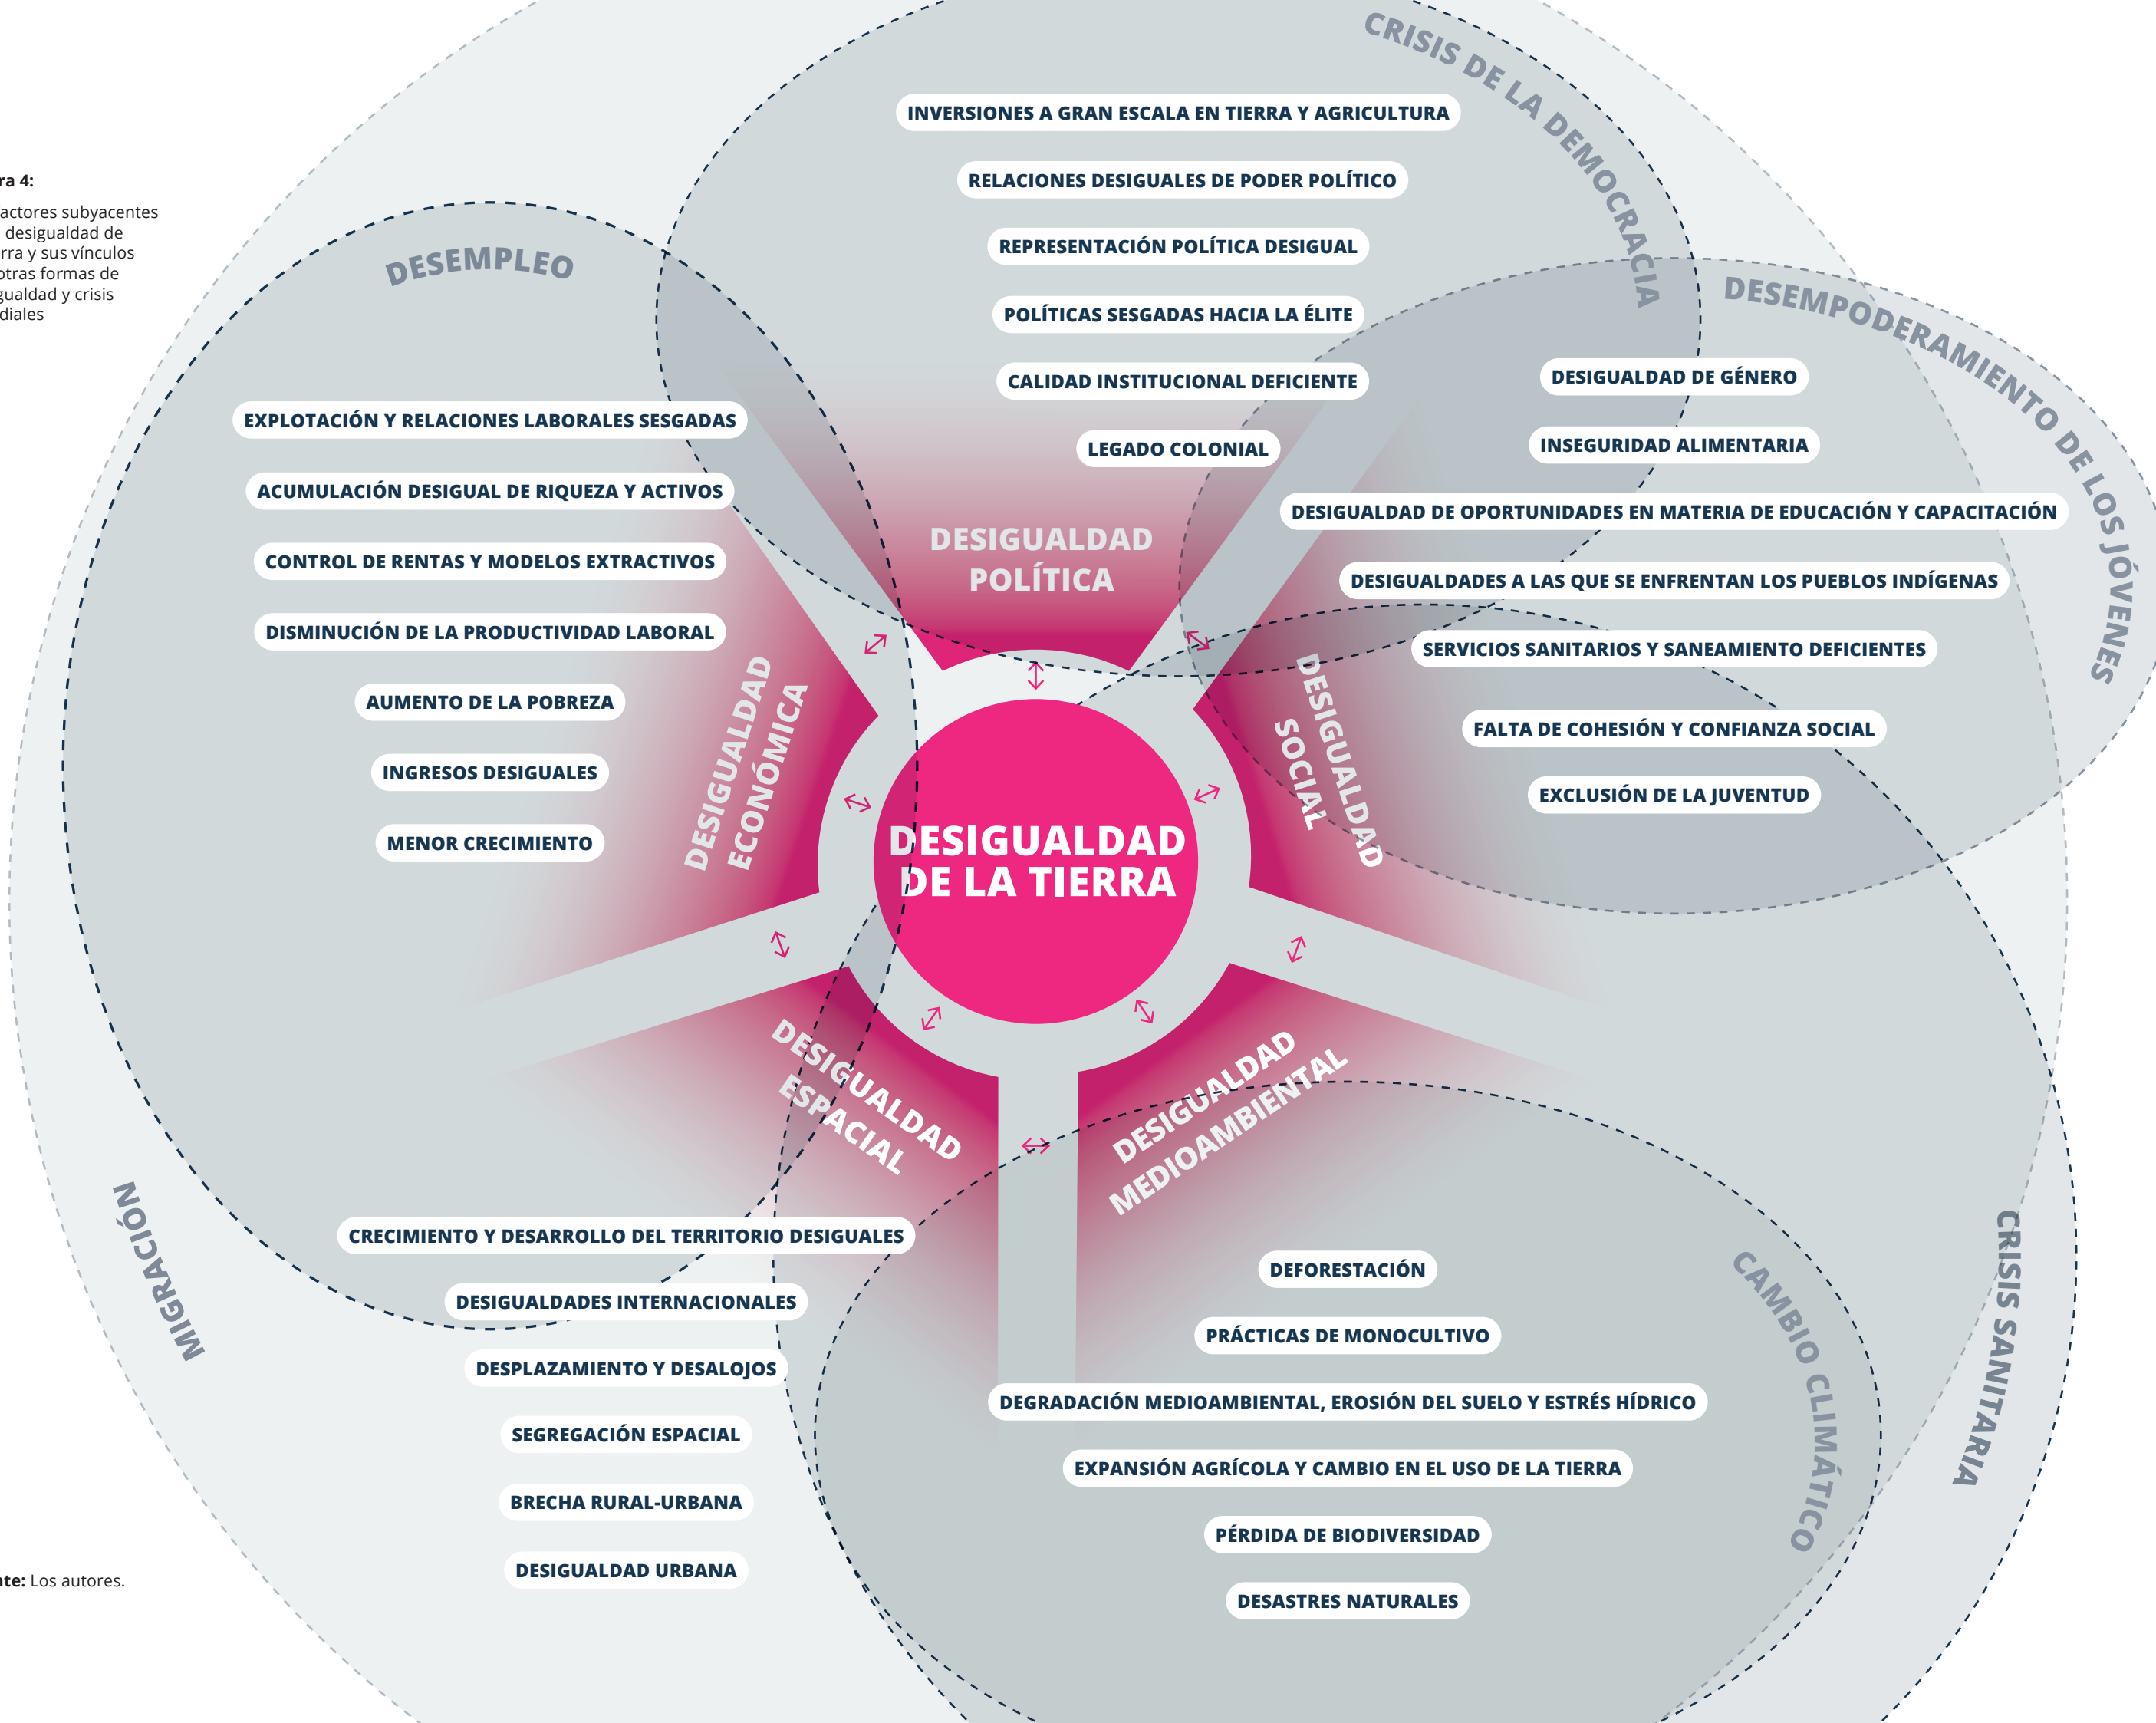 ra 4:
actores subyacentes
desigualdad de
rra y sus vínculos
otras formas de
gualdad y crisis
diales
CRISIS DE LA DEMOCRACIA
INVERSIONES A GRAN ESCALA EN TIERRA Y AGRICULTURA
RELACIONES DESIGUALES DE PODER POLÍTICO
REPRESENTACIÓN POLÍTICA DESIGUAL
POLÍTICAS SESGADAS HACIA LA ÉLITE
CALIDAD INSTITUCIONAL DEFICIENTE
LEGADO COLONIAL
DESIGUALDAD
POLÍTICA
DESEMPLEO
EXPLOTACIÓN Y RELACIONES LABORALES SESGADAS
ACUMULACIÓN DESIGUAL DE RIQUEZA Y ACTIVOS
CONTROL DE RENTAS Y MODELOS EXTRACTIVOS
DISMINUCIÓN DE LA PRODUCTIVIDAD LABORAL
AUMENTO DE LA POBREZA
INGRESOS DESIGUALES
MENOR CRECIMIENTO
DESIGUALDAD
ECONÓMICA
DESEMPODERAMIENTO DE LOS JÓVENES
DESIGUALDAD DE GÉNERO
INSEGURIDAD ALIMENTARIA
DESIGUALDAD DE OPORTUNIDADES EN MATERIA DE EDUCACIÓN Y CAPACITACIÓN
DESIGUALDADES A LAS QUE SE ENFRENTAN LOS PUEBLOS INDÍGENAS
SERVICIOS SANITARIOS Y SANEAMIENTO DEFICIENTES
FALTA DE COHESIÓN Y CONFIANZA SOCIAL
EXCLUSIÓN DE LA JUVENTUD
DESIGUALDAD
SOCIAL
DESIGUALDAD
DE LA TIERRA
DESIGUALDAD
ESPACIAL
DESIGUALDAD
MEDIOAMBIENTAL
MIGRACIÓN
CRECIMIENTO Y DESARROLLO DEL TERRITORIO DESIGUALES
DESIGUALDADES INTERNACIONALES
DESPLAZAMIENTO Y DESALOJOS
SEGREGACIÓN ESPACIAL
BRECHA RURAL-URBANA
DESIGUALDAD URBANA
DEFORESTACIÓN
PRÁCTICAS DE MONOCULTIVO
DEGRADACIÓN MEDIOAMBIENTAL, EROSIÓN DEL SUELO Y ESTRÉS HÍDRICO
EXPANSIÓN AGRÍCOLA Y CAMBIO EN EL USO DE LA TIERRA
PÉRDIDA DE BIODIVERSIDAD
DESASTRES NATURALES
CAMBIO CLIMÁTICO
CRISIS SANITARIA
nte: Los autores.